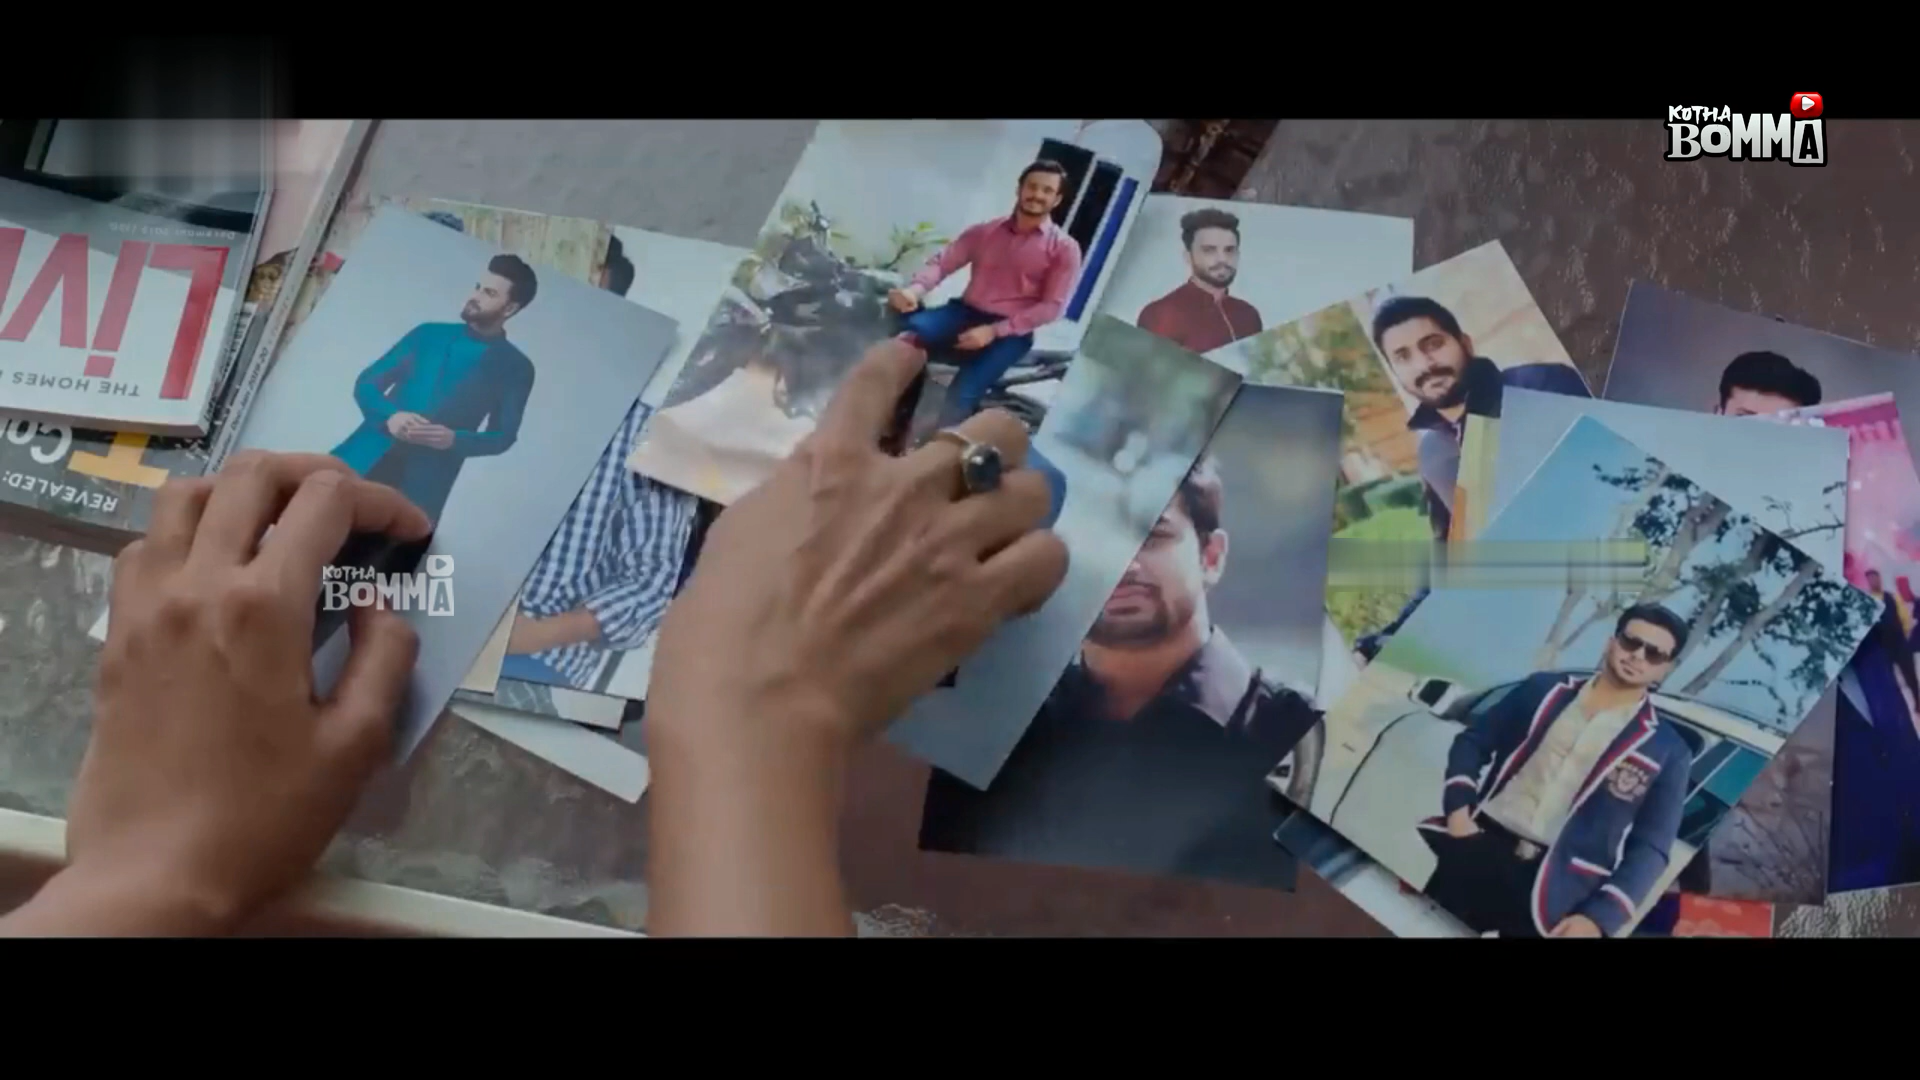 KOTHA
BOMMA
LIV
THE HOMES
REVEALED:
KOTHA
BOMMA